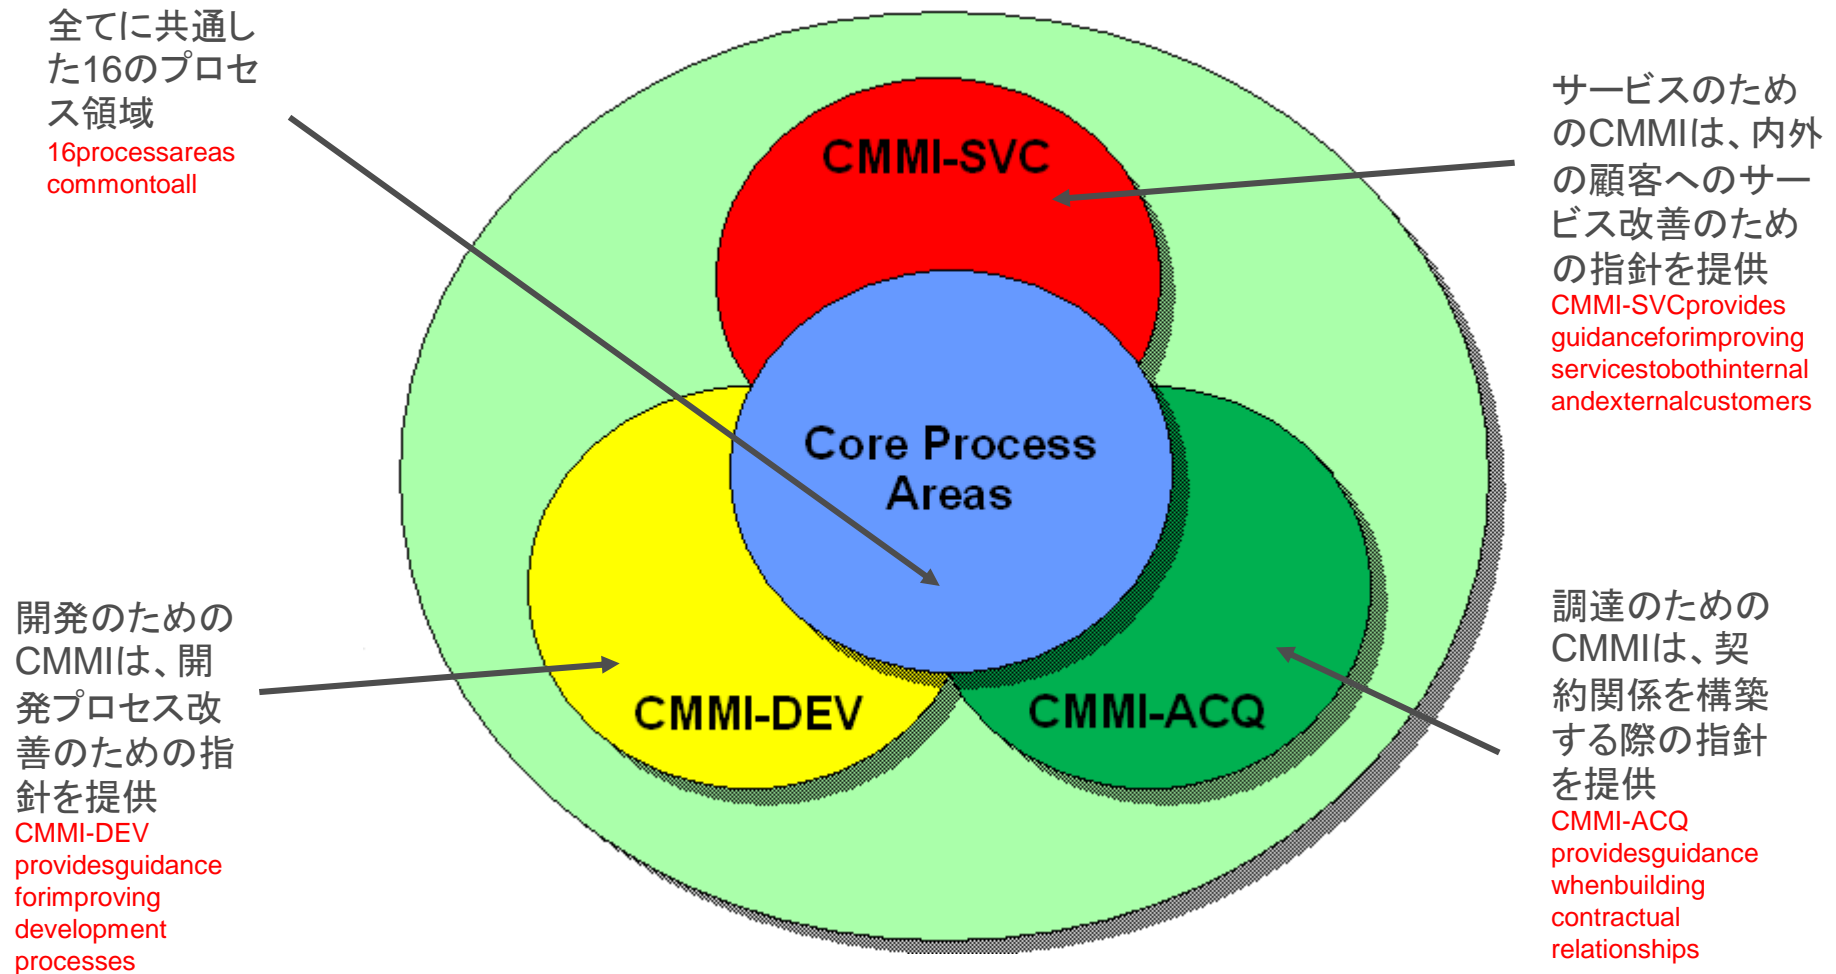 全てに共通し
た16のプロセ
ス領域
16processareas
commontoall
CMMI-SVC
サービスのため
のCMMIは、内外
の顧客へのサー
ビス改善のため
の指針を提供
CMMI-SVCprovides
guidanceforimproving
servicestobothinternal
andexternalcustomers
Core Process
Areas
開発のための
CMMIは、開
発プロセス改
善のための指
針を提供
CMMI-DEV
providesguidance
forimproving
development
processes
CMMI-DEV
CMMI-ACQ
調達のための
CMMIは、契
約関係を構築
する際の指針
を提供
CMMI-ACQ
providesguidance
whenbuilding
contractual
relationships